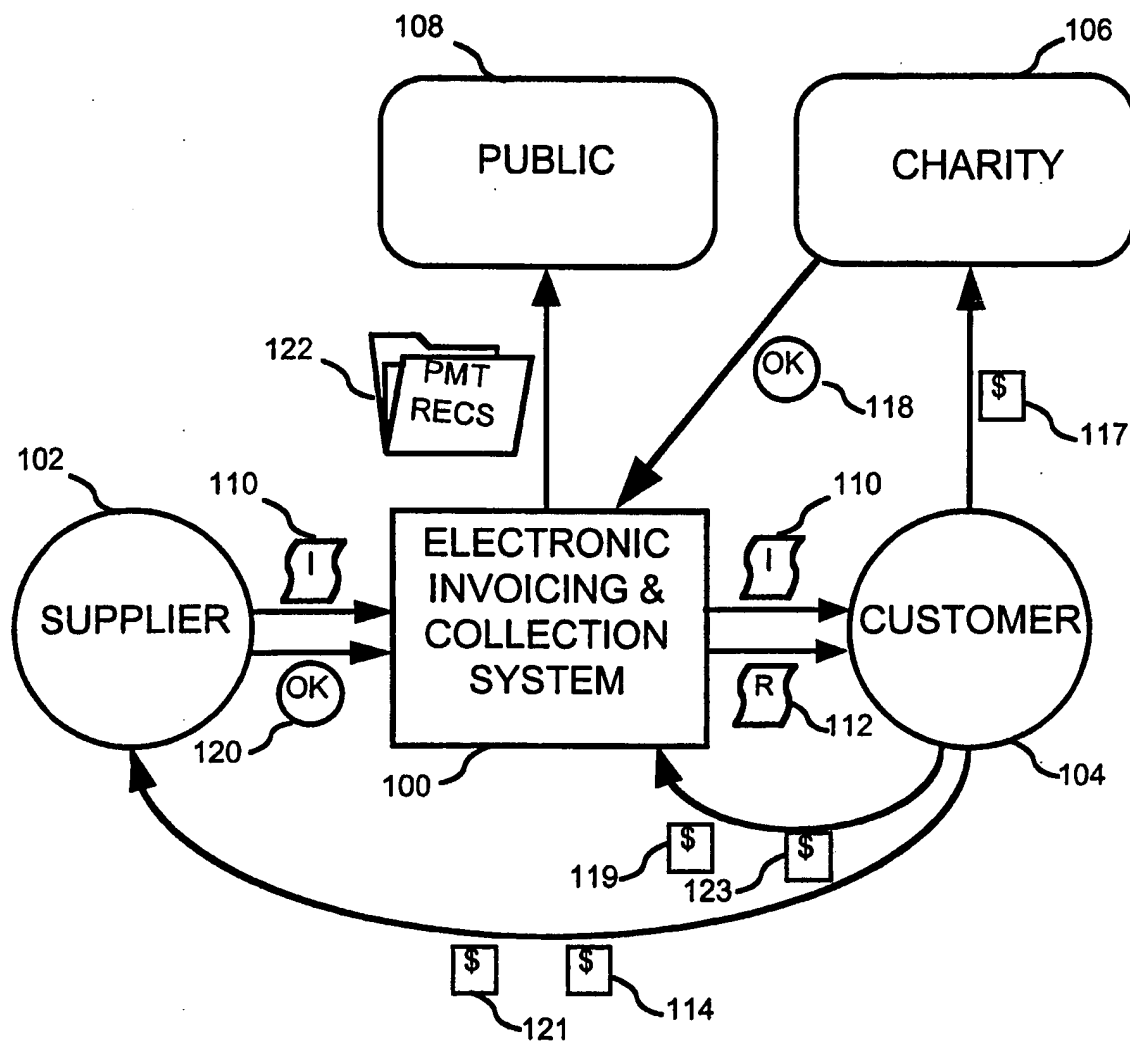 108
106
PUBLIC
CHARITY
122
PMT
RECS
OK
118
$
117
102
110
110
I
I
SUPPLIER
ELECTRONIC
INVOICING &
COLLECTION
SYSTEM
CUSTOMER
OK
R
120
112
100
104
$
$
119
123
$
$
121
114